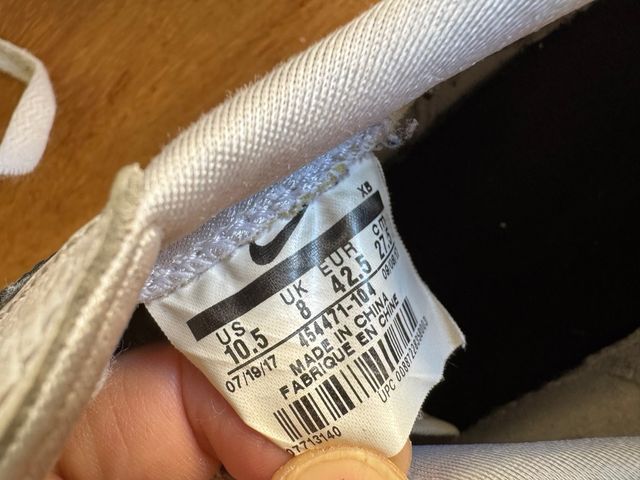 XB
US UK EUR cm
10.5 8 42.5 27.5
454471-104
07/19/17
MADE IN CHINA
FABRIQUE EN CHINE
07713140